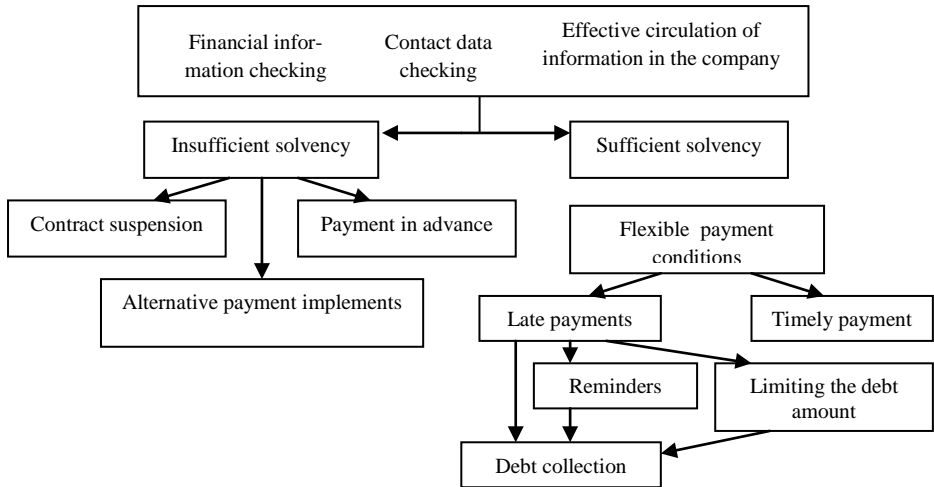 Financial infor-
mation checking
Contact data
checking
Effective circulation of
information in the company
Insufficient solvency
Sufficient solvency
Contract suspension
Payment in advance
Flexible payment
conditions
Alternative payment implements
Late payments
Timely payment
Reminders
Limiting the debt
amount
Debt collection